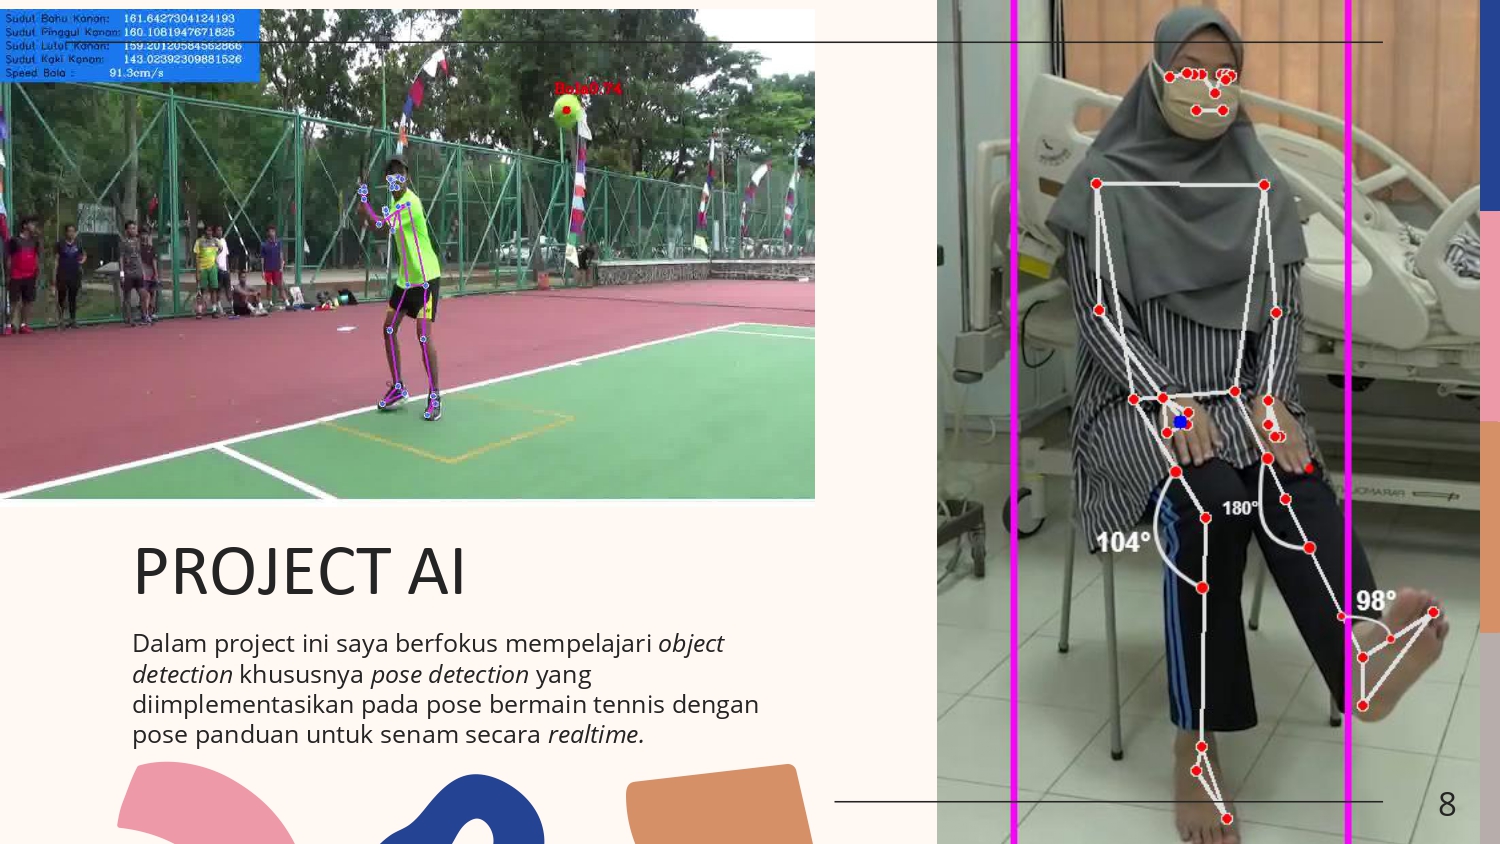 Sudut Bahu Kanan: 161.6427304124193
Sudut Pinggul Kanan: 160.1081947671825
Sudut Lutut Kanan: 159.20120584562866
Sudut Kaki Kanan: 143.02392309881526
Speed Bola : 91.3cm/s
Bola0.74
104°
180°
98°
PROJECT AI
Dalam project ini saya berfokus mempelajari object
detection khususnya pose detection yang
diimplementasikan pada pose bermain tennis dengan
pose panduan untuk senam secara realtime.
8